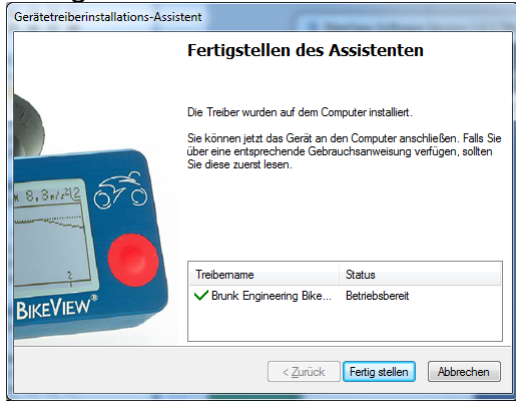 Gerätetreiberinstallations-Assistent
Fertigstellen des Assistenten
Die Treiber wurden auf dem Computer installiert.
Sie können jetzt das Gerät an den Computer anschließen. Falls Sie
über eine entsprechende Gebrauchsanweisung verfügen, sollten
Sie diese zuerst lesen.
8,3m/s²
BIKEVIEW®
Treibername Status
Brunk Engineering Bike... Betriebsbereit
< Zurück Fertig stellen Abbrechen